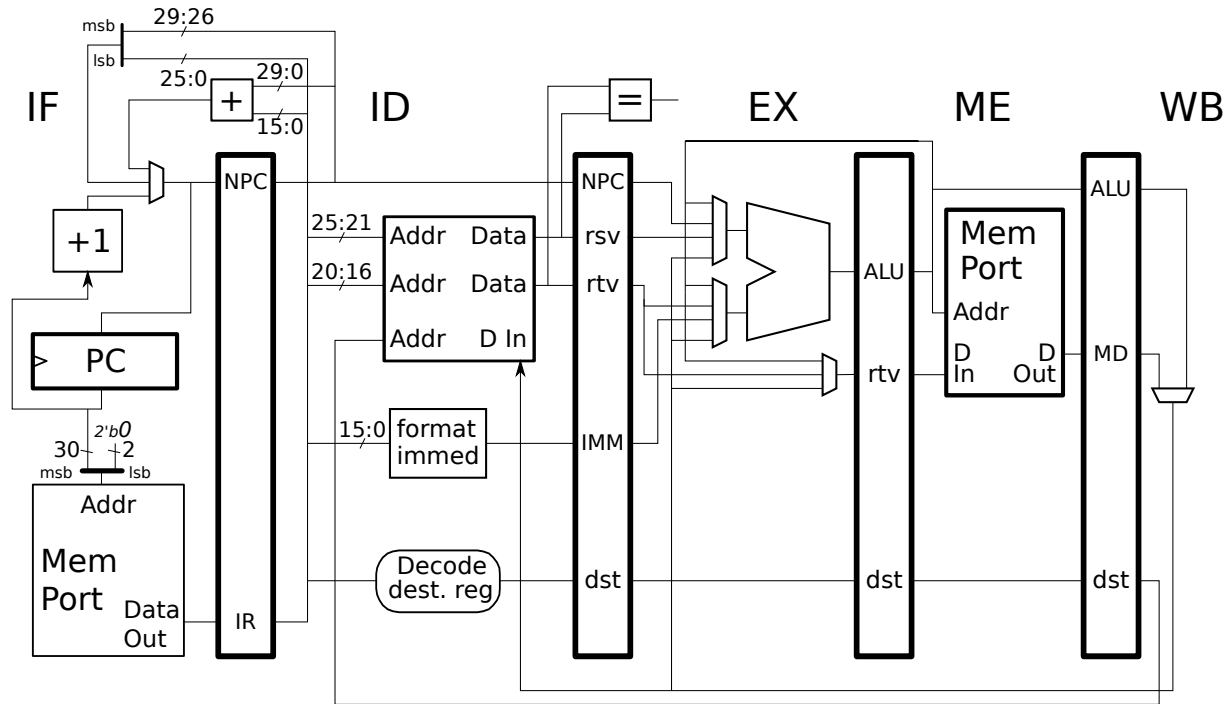 29:26
msb
lsb
25:0
29:0
15:0
+
=
IF
ID
EX
ME
WB
NPC
NPC
ALU
+1
25:21
Addr
Data
rsv
20:16
Addr
Data
rtv
Addr
D In
ALU
Mem
Port
Addr
D
In
D
Out
PC
rtv
MD
2'b0
30
2
msb
lsb
15:0
format
immed
IMM
Addr
Mem
Port
Data
Out
IR
Decode
dest. reg
dst
dst
dst